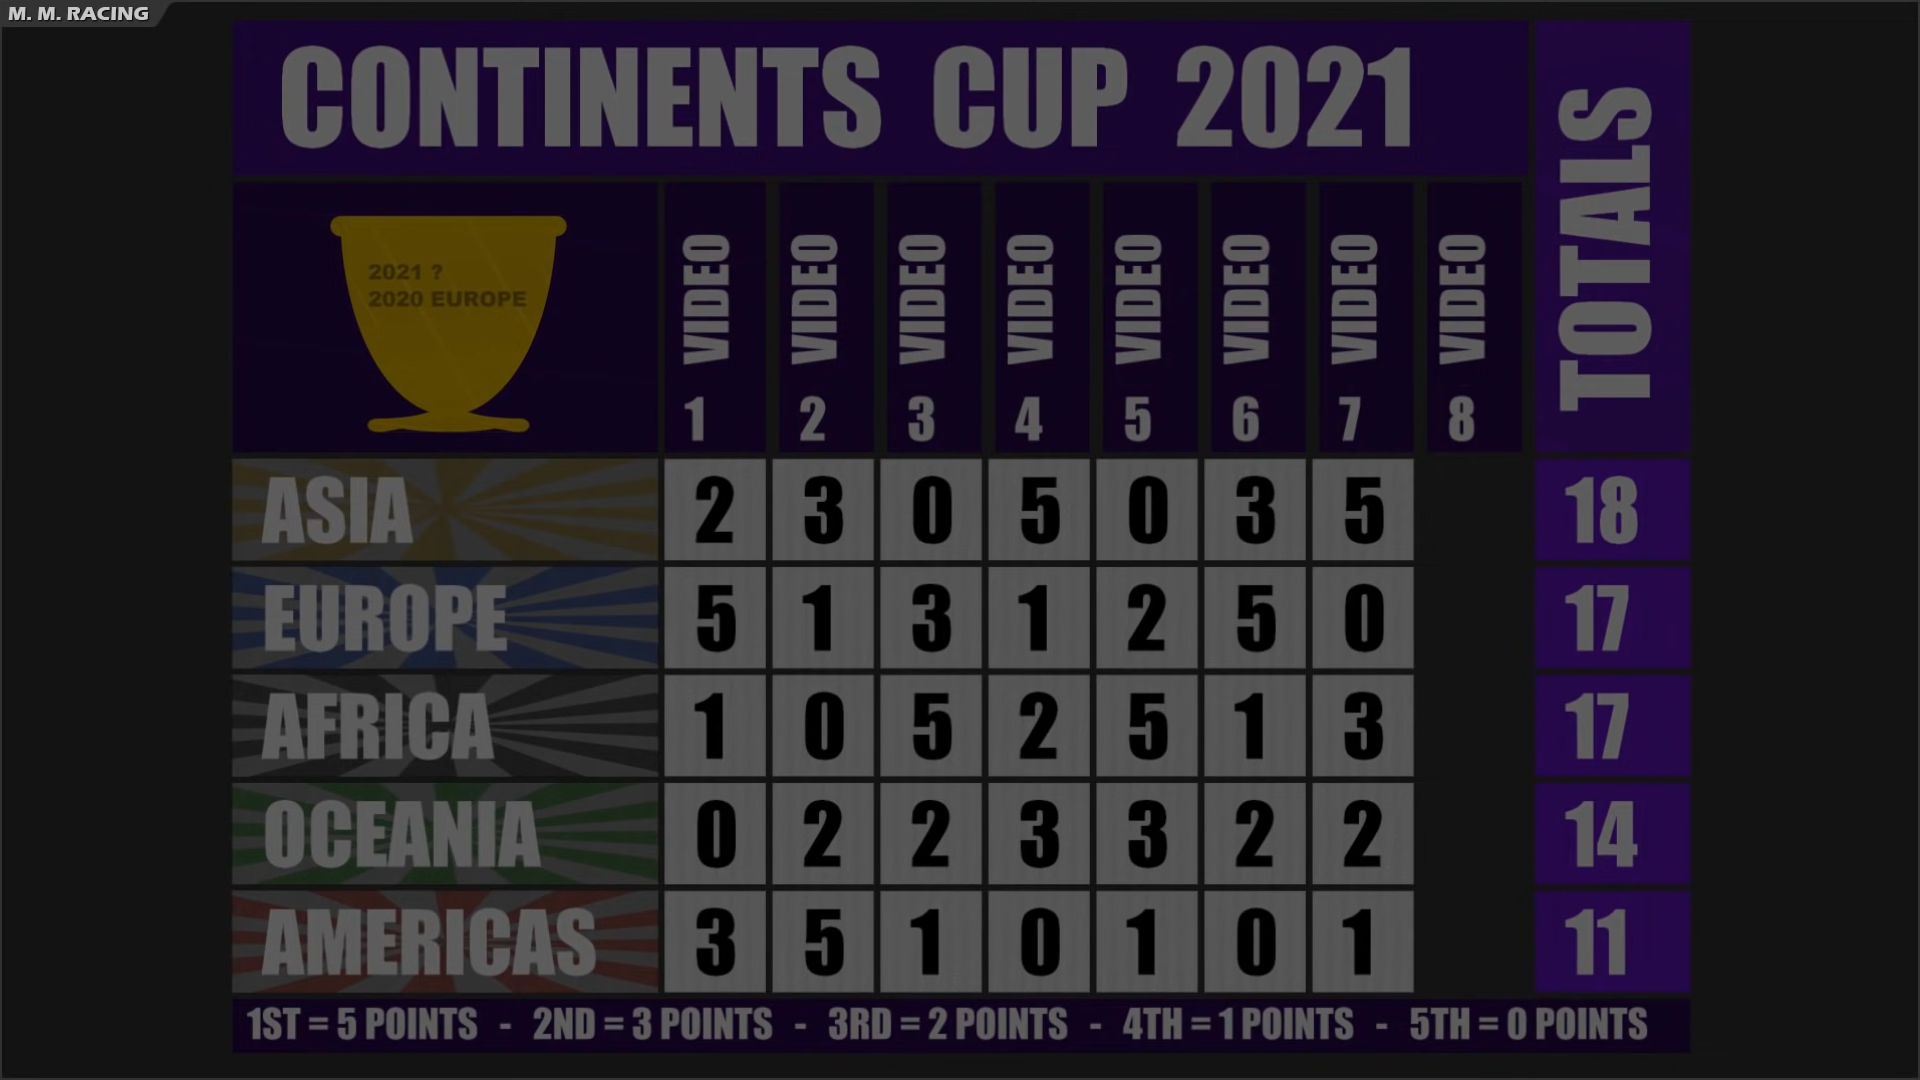 M. M. RACING
CONTINENTS CUP 2021
TOTALS
2021 ?
2020 EUROPE
VIDEO 1
VIDEO 2
VIDEO 3
VIDEO 4
VIDEO 5
VIDEO 6
VIDEO 7
VIDEO 8
ASIA 2 3 0 5 0 3 5 18
EUROPE 5 1 3 1 2 5 0 17
AFRICA 1 0 5 2 5 1 3 17
OCEANIA 0 2 2 3 3 2 2 14
AMERICAS 3 5 1 0 1 0 1 11
1ST = 5 POINTS - 2ND = 3 POINTS - 3RD = 2 POINTS - 4TH = 1 POINTS - 5TH = 0 POINTS